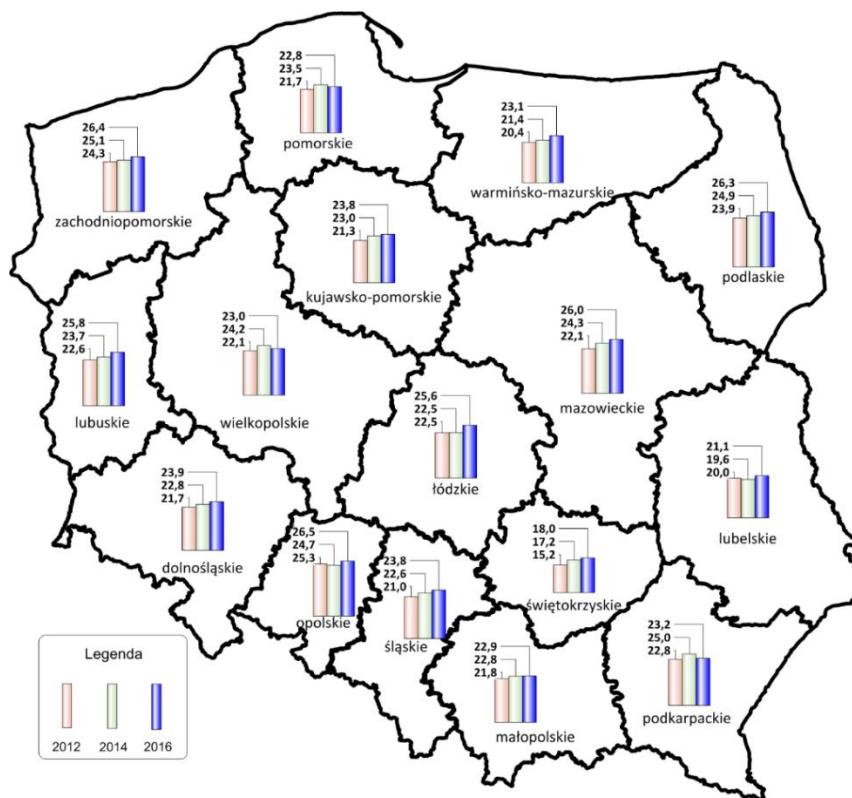 22,8
23,5
21,7
pomorskie
23,1
21,4
20,4
warmińsko-mazurskie
26,4
25,1
24,3
zachodniopomorskie
26,3
24,9
23,9
podlaskie
23,8
23,0
21,3
kujawsko-pomorskie
25,8
23,7
22,6
lubuskie
23,0
24,2
22,1
wielkopolskie
26,0
24,3
22,1
mazowieckie
25,6
22,5
22,5
łódzkie
21,1
19,6
20,0
lubelskie
23,9
22,8
21,7
dolnośląskie
26,5
24,7
25,3
opolskie
23,8
22,6
21,0
śląskie
18,0
17,2
15,2
świętokrzyskie
22,9
22,8
21,8
małopolskie
23,2
25,0
22,8
podkarpackie
Legenda
2012 2014 2016